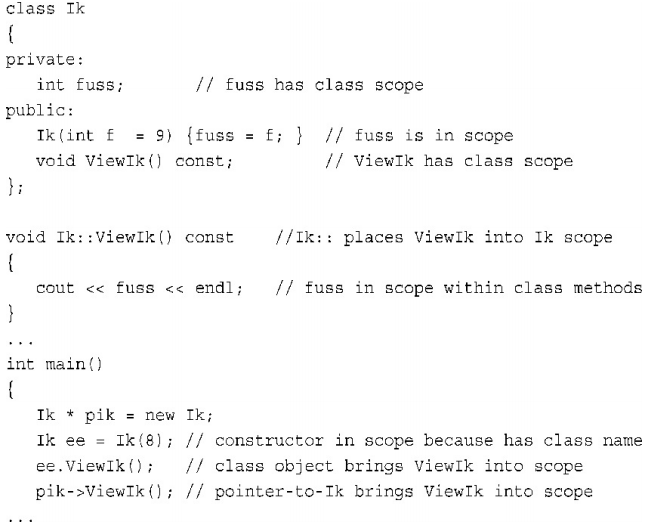 class Ik
{
private:
    int fuss;        // fuss has class scope
public:
    Ik(int f  = 9) {fuss = f; }  // fuss is in scope
    void ViewIk() const;          // ViewIk has class scope
};

void Ik::ViewIk() const    //Ik:: places ViewIk into Ik scope
{
    cout << fuss << endl;   // fuss in scope within class methods
}
...
int main()
{
    Ik * pik = new Ik;
    Ik ee = Ik(8); // constructor in scope because has class name
    ee.ViewIk();   // class object brings ViewIk into scope
    pik->ViewIk(); // pointer-to-Ik brings ViewIk into scope
...